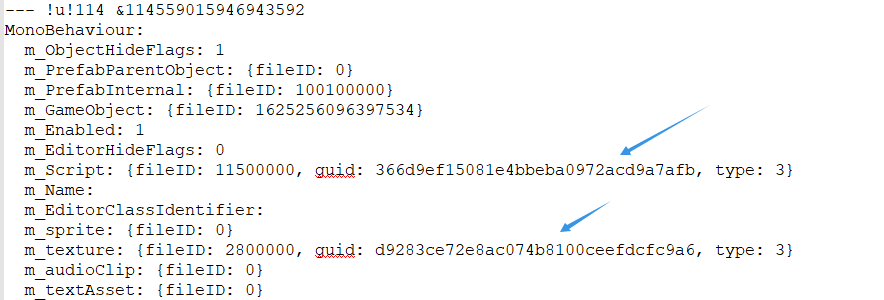 --- !u!114 &114559015946943592
MonoBehaviour:
  m_ObjectHideFlags: 1
  m_PrefabParentObject: {fileID: 0}
  m_PrefabInternal: {fileID: 100100000}
  m_GameObject: {fileID: 1625256096397534}
  m_Enabled: 1
  m_EditorHideFlags: 0
  m_Script: {fileID: 11500000, guid: 366d9ef15081e4bbeba0972acd9a7afb, type: 3}
  m_Name:
  m_EditorClassIdentifier:
  m_sprite: {fileID: 0}
  m_texture: {fileID: 2800000, guid: d9283ce72e8ac074b8100ceefdcfc9a6, type: 3}
  m_audioClip: {fileID: 0}
  m_textAsset: {fileID: 0}